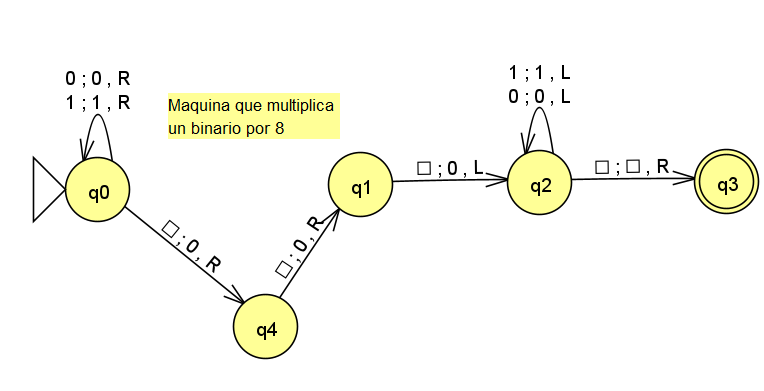 0 ; 0 , R
1 ; 1 , R
Maquina que multiplica
un binario por 8
1 ; 1 , L
0 ; 0 , L
□ ; 0 , L
□ ; □ , R
q0
q1
q2
q3
□ ; 0 , R
□ ; 0 , R
q4